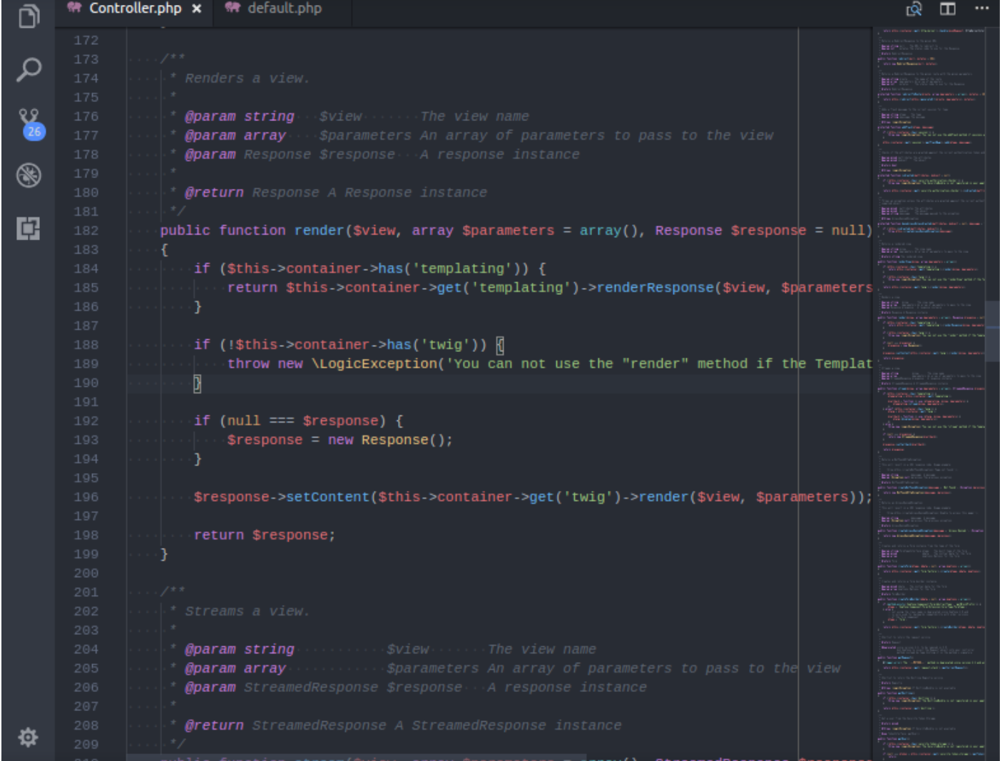 Controller.php × default.php
26
172
173 /**
174 * Renders a view.
175 *
176 * @param string $view The view name
177 * @param array $parameters An array of parameters to pass to the view
178 * @param Response $response A response instance
179 *
180 * @return Response A Response instance
181 */
182 public function render($view, array $parameters = array(), Response $response = null)
183 {
184 if ($this->container->has('templating')) {
185 return $this->container->get('templating')->renderResponse($view, $parameters
186 }
187
188 if (!$this->container->has('twig')) {
189 throw new \LogicException('You can not use the "render" method if the Templat
190 }
191
192 if (null === $response) {
193 $response = new Response();
194 }
195
196 $response->setContent($this->container->get('twig')->render($view, $parameters));
197
198 return $response;
199 }
200
201 /**
202 * Streams a view.
203 *
204 * @param string $view The view name
205 * @param array $parameters An array of parameters to pass to the view
206 * @param StreamedResponse $response A response instance
207 *
208 * @return StreamedResponse A StreamedResponse instance
209 */